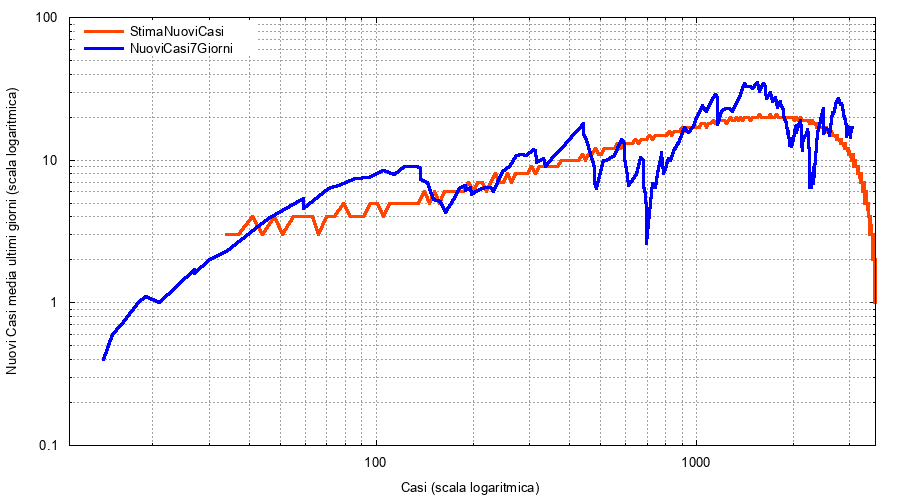 100
StimaNuoviCasi
NuoviCasi7Giorni
10
1
0.1
Nuovi Casi media ultimi giorni (scala logaritmica)
100
1000
Casi (scala logaritmica)